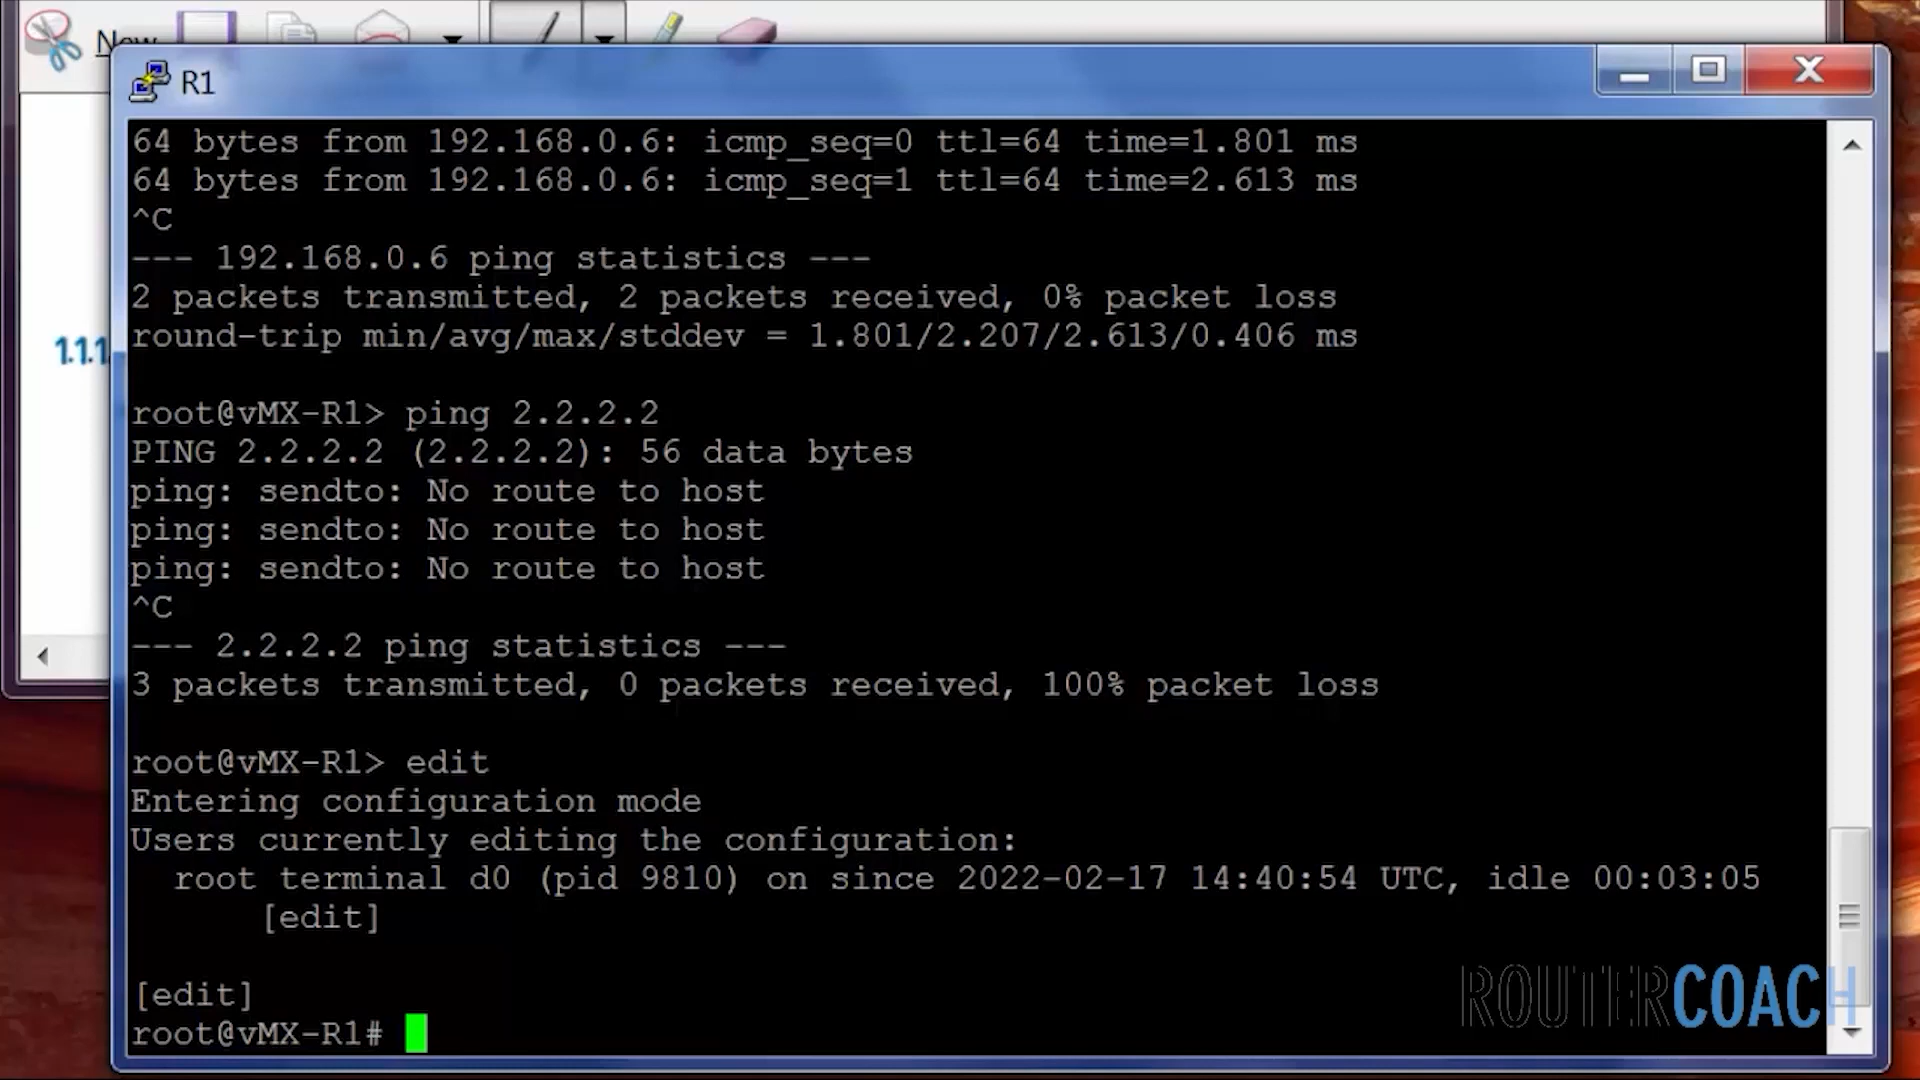 New
R1
64 bytes from 192.168.0.6: icmp_seq=0 ttl=64 time=1.801 ms
64 bytes from 192.168.0.6: icmp_seq=1 ttl=64 time=2.613 ms
^C
--- 192.168.0.6 ping statistics ---
2 packets transmitted, 2 packets received, 0% packet loss
round-trip min/avg/max/stddev = 1.801/2.207/2.613/0.406 ms
1.1.1
root@vMX-R1> ping 2.2.2.2
PING 2.2.2.2 (2.2.2.2): 56 data bytes
ping: sendto: No route to host
ping: sendto: No route to host
ping: sendto: No route to host
^C
--- 2.2.2.2 ping statistics ---
3 packets transmitted, 0 packets received, 100% packet loss
root@vMX-R1> edit
Entering configuration mode
Users currently editing the configuration:
root terminal d0 (pid 9810) on since 2022-02-17 14:40:54 UTC, idle 00:03:05
[edit]
[edit]
root@vMX-R1#
ROUTERCOACH